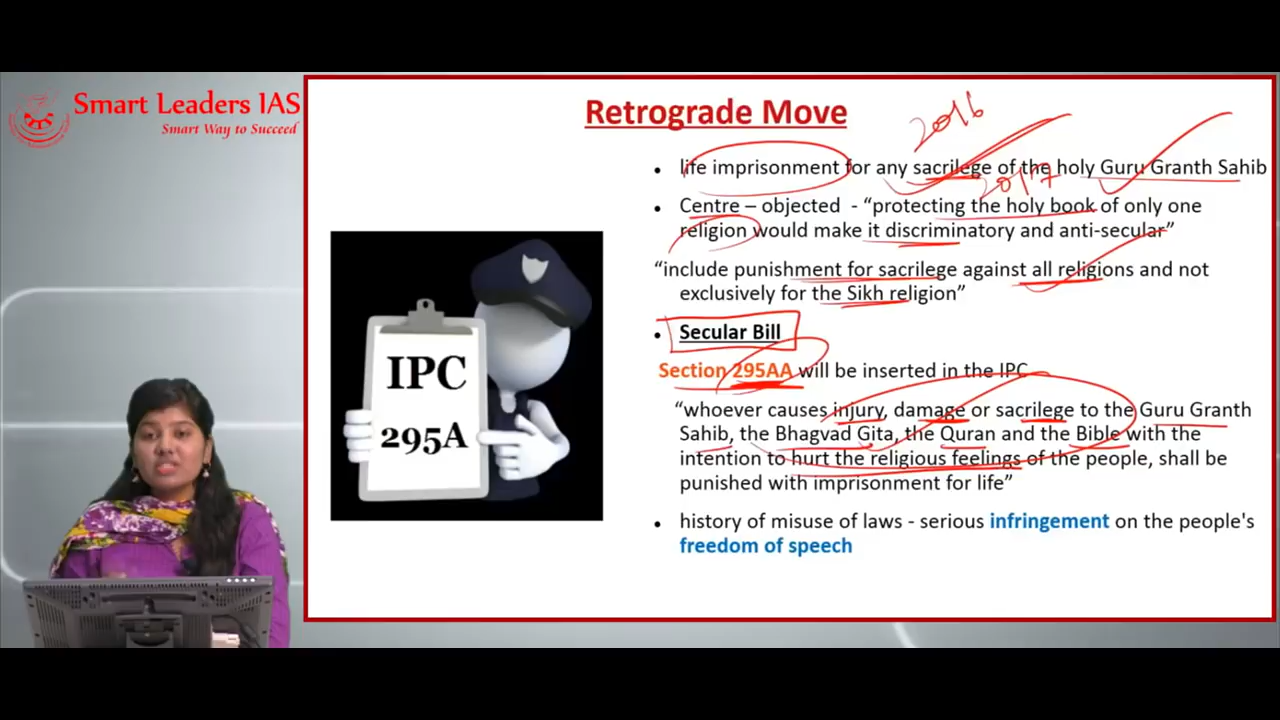 Smart Leaders IAS
Smart Way to Succeed
Retrograde Move
2016
• life imprisonment for any sacrilege of the holy Guru Granth Sahib
2017
• Centre – objected - “protecting the holy book of only one
religion would make it discriminatory and anti-secular”
“include punishment for sacrilege against all religions and not
exclusively for the Sikh religion”
• Secular Bill
Section 295AA will be inserted in the IPC
“whoever causes injury, damage or sacrilege to the Guru Granth
Sahib, the Bhagvad Gita, the Quran and the Bible with the
intention to hurt the religious feelings of the people, shall be
punished with imprisonment for life”
• history of misuse of laws - serious infringement on the people's
freedom of speech
IPC
295A